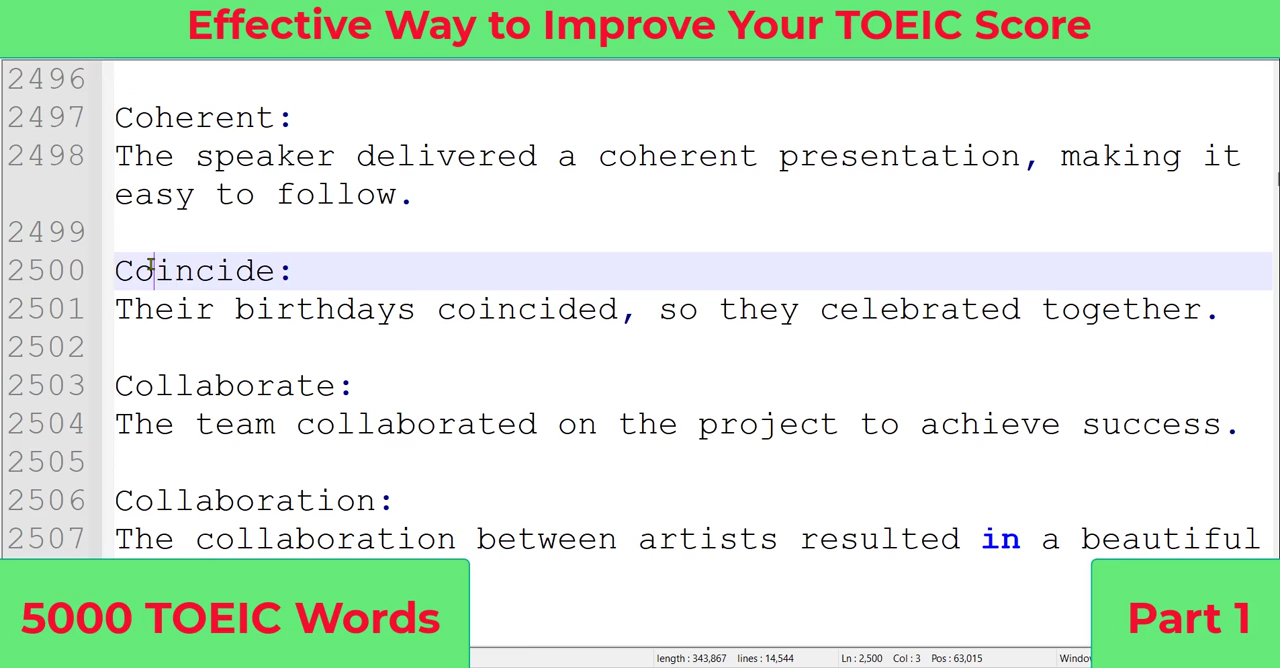 Effective Way to Improve Your TOEIC Score
2496
2497 Coherent:
2498 The speaker delivered a coherent presentation, making it
easy to follow.
2499
2500 Coincide:
2501 Their birthdays coincided, so they celebrated together.
2502
2503 Collaborate:
2504 The team collaborated on the project to achieve success.
2505
2506 Collaboration:
2507 The collaboration between artists resulted in a beautiful
5000 TOEIC Words
Part 1
length : 343,867 lines : 14,544 Ln : 2,500 Col : 3 Pos : 63,015